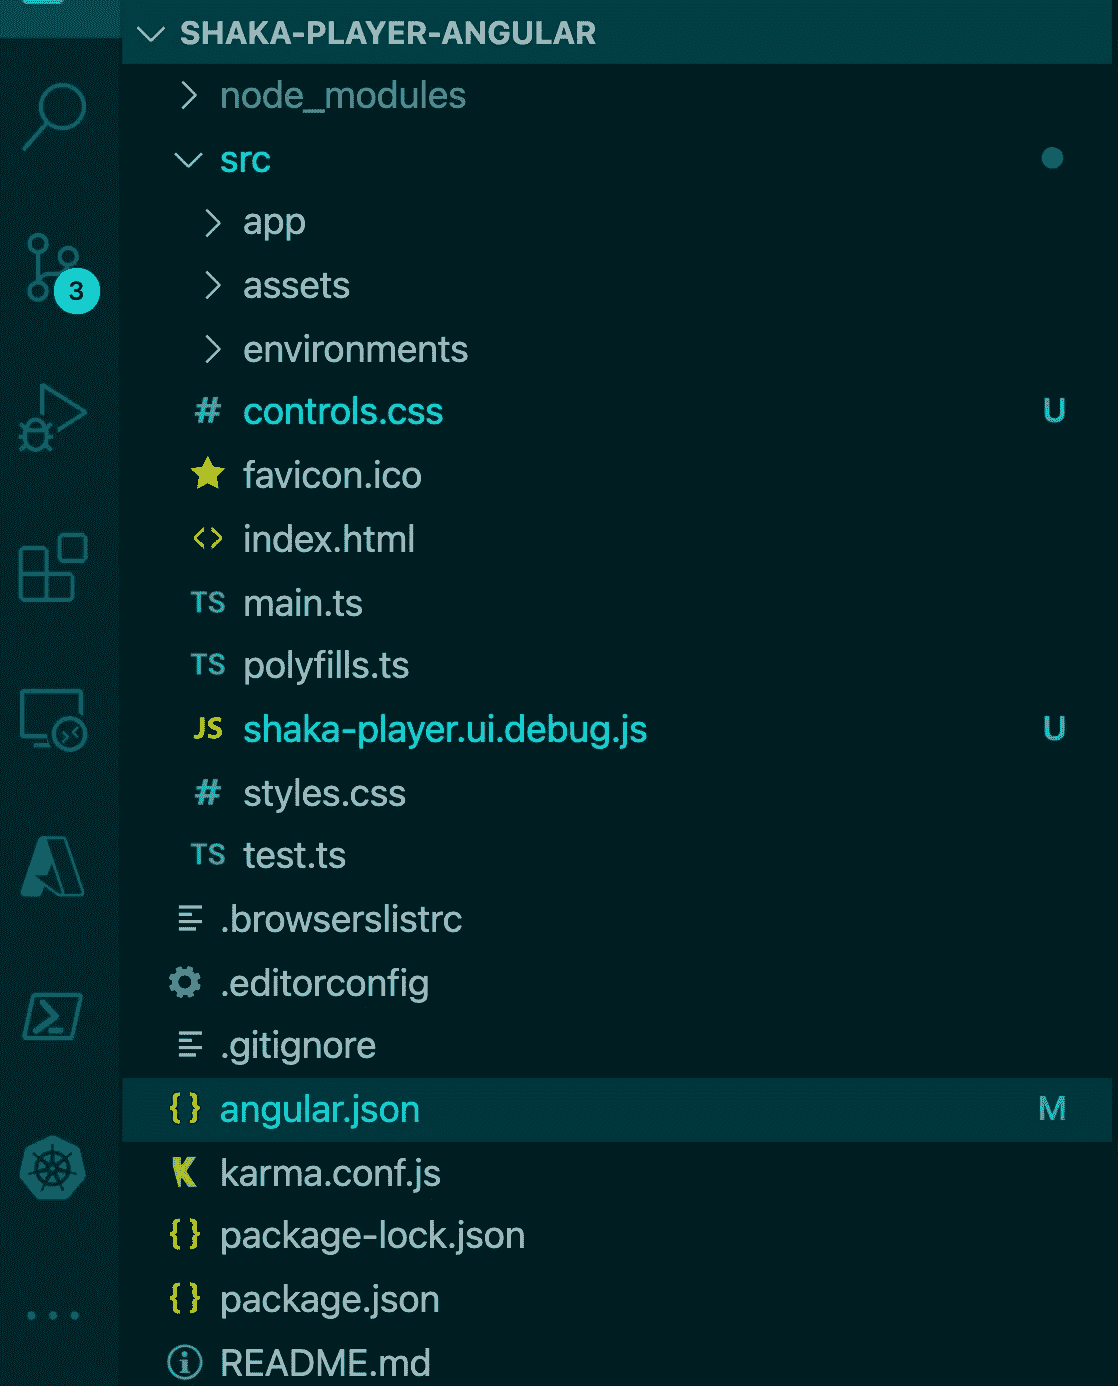 SHAKA-PLAYER-ANGULAR
node_modules
src
app
assets
environments
# controls.css U
favicon.ico
<> index.html
TS main.ts
TS polyfills.ts
JS shaka-player.ui.debug.js U
# styles.css
TS test.ts
.browserslistrc
.editorconfig
.gitignore
{} angular.json M
K karma.conf.js
{} package-lock.json
{} package.json
README.md
3